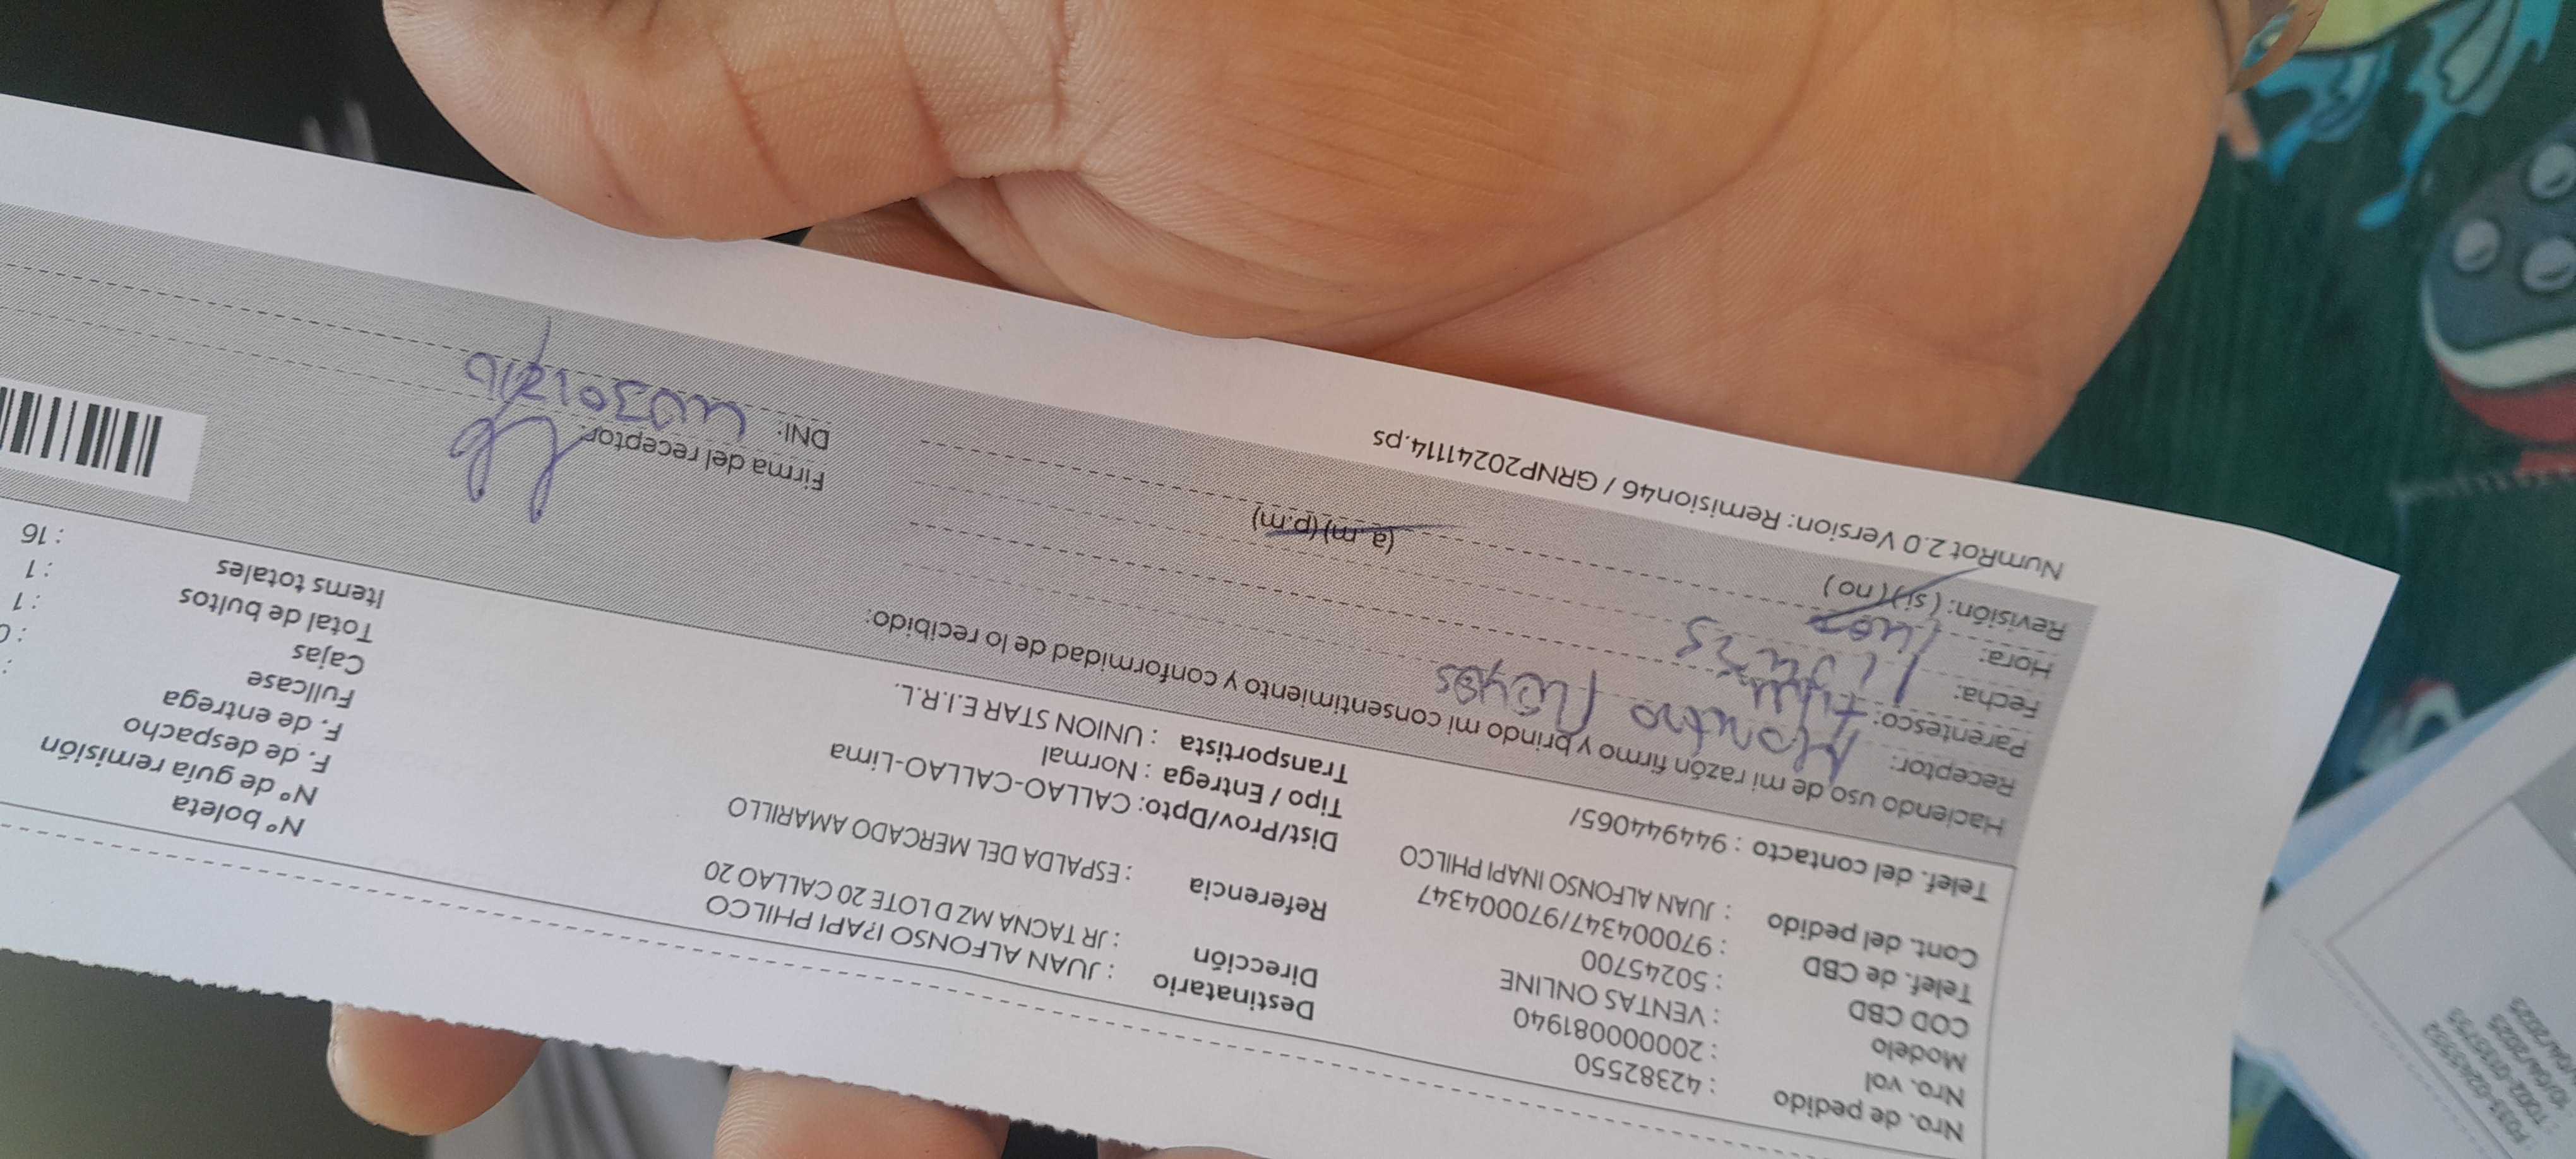 Nro. de pedido : 42382550
Nro. vol : 2000000081940
Modelo : VENTAS ONLINE
COD CBD : 50245700
Telef. de CBD : 970004347/970004347
Cont. del pedido : JUAN ALFONSO INAPI PHILCO
Telef. del contacto : 944944065/
Destinatario : JUAN ALFONSO I?API PHILCO
Dirección : JR TACNA MZ D LOTE 20 CALLAO 20
Referencia : ESPALDA DEL MERCADO AMARILLO
Dist/Prov/Dpto: CALLAO-CALLAO-Lima
Tipo / Entrega : Normal
Transportista : UNION STAR E.I.R.L.
N° boleta
N° de guía remisión
F. de despacho
F. de entrega :
Fullcase : 0
Cajas : 1
Total de bultos : 1
Items totales : 16
Haciendo uso de mi razón firmo y brindo mi consentimiento y conformidad de lo recibido:
Receptor: Reyes
Parentesco:
Fecha:
Hora: (a.m) (p.m)
Revisión: ( si ) ( no )
Firma del receptor:
DNI:
NumRot 2.0 Version: Remision46 / GRNP20241114.ps